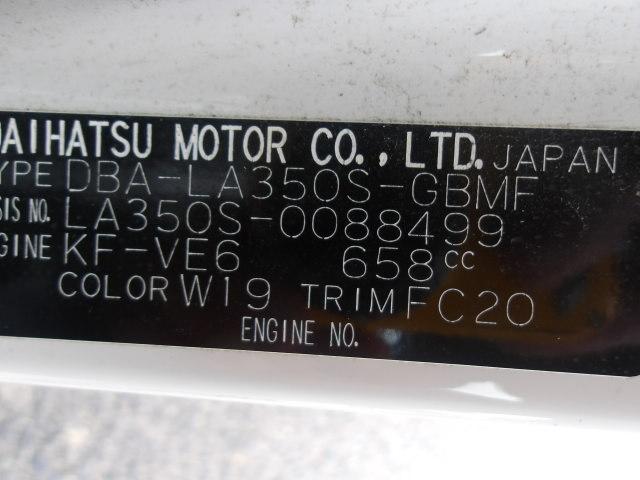 DAIHATSU MOTOR CO., LTD. JAPAN
TYPE DBA-LA350S-GBMF
SIS NO. LA350S-0088499
GINE KF-VE6 658cc
COLOR W19 TRIM FC20
ENGINE NO.